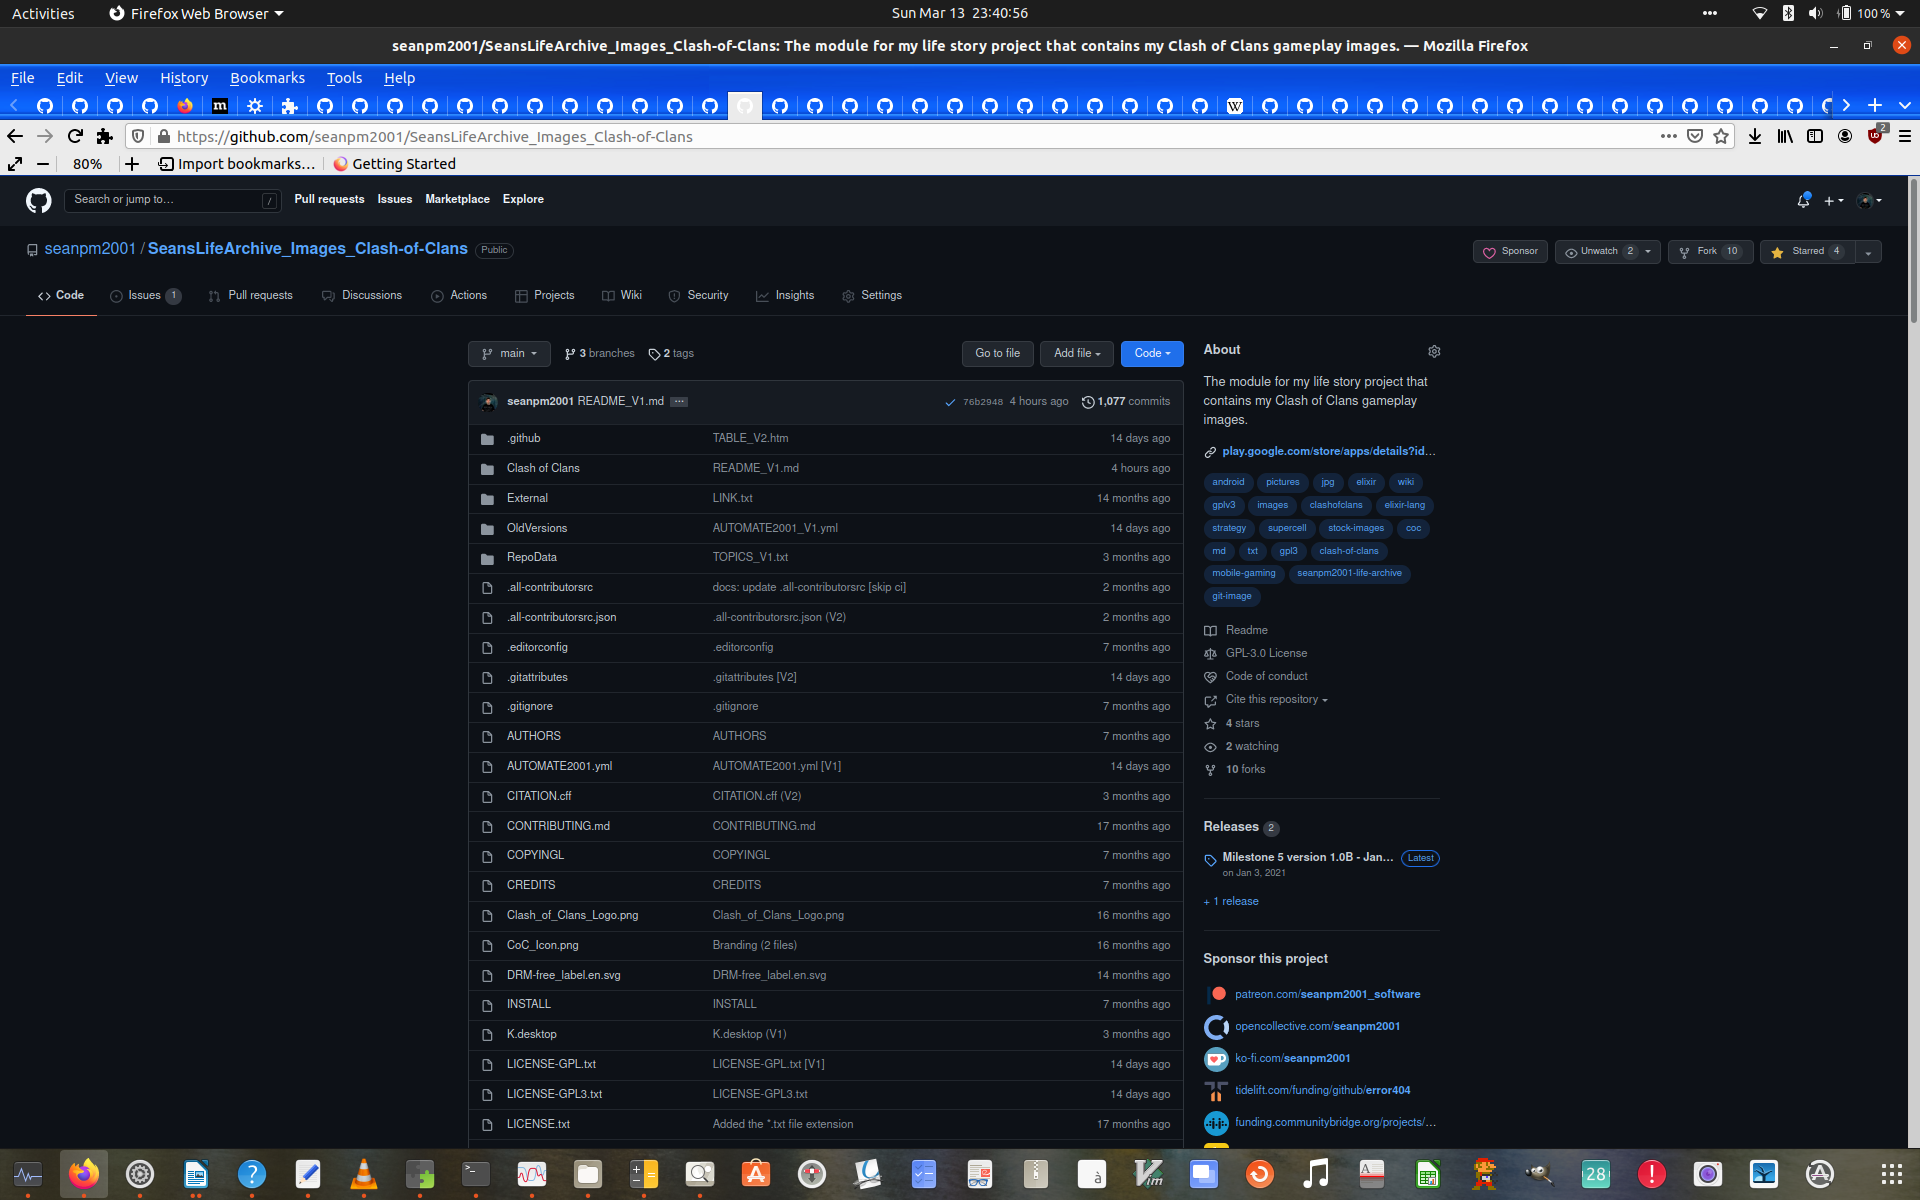 Activities Firefox Web Browser Sun Mar 13 23:40:56 100 %
seanpm2001/SeansLifeArchive_Images_Clash-of-Clans: The module for my life story project that contains my Clash of Clans gameplay images. — Mozilla Firefox
File Edit View History Bookmarks Tools Help
https://github.com/seanpm2001/SeansLifeArchive_Images_Clash-of-Clans
80% Import bookmarks… Getting Started
Search or jump to… / Pull requests Issues Marketplace Explore
seanpm2001 / SeansLifeArchive_Images_Clash-of-Clans Public
Sponsor Unwatch 2 Fork 10 Starred 4
Code Issues 1 Pull requests Discussions Actions Projects Wiki Security Insights Settings
main 3 branches 2 tags Go to file Add file Code
seanpm2001 README_V1.md ··· 76b2948 4 hours ago 1,077 commits
.github TABLE_V2.htm 14 days ago
Clash of Clans README_V1.md 4 hours ago
External LINK.txt 14 months ago
OldVersions AUTOMATE2001_V1.yml 14 days ago
RepoData TOPICS_V1.txt 3 months ago
.all-contributorsrc docs: update .all-contributorsrc [skip ci] 2 months ago
.all-contributorsrc.json .all-contributorsrc.json (V2) 2 months ago
.editorconfig .editorconfig 7 months ago
.gitattributes .gitattributes [V2] 14 days ago
.gitignore .gitignore 7 months ago
AUTHORS AUTHORS 7 months ago
AUTOMATE2001.yml AUTOMATE2001.yml [V1] 14 days ago
CITATION.cff CITATION.cff (V2) 3 months ago
CONTRIBUTING.md CONTRIBUTING.md 17 months ago
COPYINGL COPYINGL 7 months ago
CREDITS CREDITS 7 months ago
Clash_of_Clans_Logo.png Clash_of_Clans_Logo.png 16 months ago
CoC_Icon.png Branding (2 files) 16 months ago
DRM-free_label.en.svg DRM-free_label.en.svg 14 months ago
INSTALL INSTALL 7 months ago
K.desktop K.desktop (V1) 3 months ago
LICENSE-GPL.txt LICENSE-GPL.txt [V1] 14 days ago
LICENSE-GPL3.txt LICENSE-GPL3.txt 14 days ago
LICENSE.txt Added the *.txt file extension 17 months ago
About
The module for my life story project that
contains my Clash of Clans gameplay
images.
play.google.com/store/apps/details?id…
android pictures jpg elixir wiki
gplv3 images clashofclans elixir-lang
strategy supercell stock-images coc
md txt gpl3 clash-of-clans
mobile-gaming seanpm2001-life-archive
git-image
Readme
GPL-3.0 License
Code of conduct
Cite this repository
4 stars
2 watching
10 forks
Releases 2
Milestone 5 version 1.0B - Jan… Latest
on Jan 3, 2021
+ 1 release
Sponsor this project
patreon.com/seanpm2001_software
opencollective.com/seanpm2001
ko-fi.com/seanpm2001
tidelift.com/funding/github/error404
funding.communitybridge.org/projects/…
28